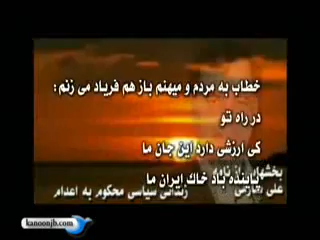 خطاب به مردم و میهنم باز هم فریاد می زنم :
در راه تو
کی ارزشی دارد این جان ما
پاینده باد خاک ایران ما
زندانی سیاسی محکوم به اعدام
kanoonjb.com